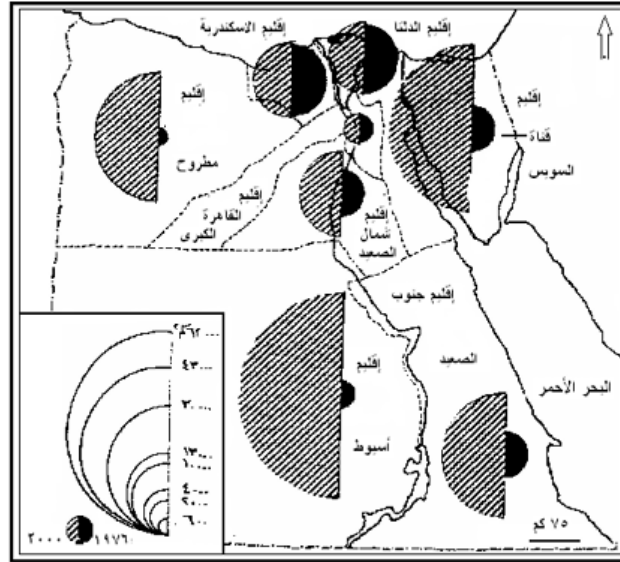 إقليم الاسكندرية
إقليم الدلتا
إقليم
مطروح
إقليم
قناة
السويس
إقليم
القاهرة
الكبرى
إقليم
شمال
الصعيد
إقليم جنوب
الصعيد
البحر الأحمر
إقليم
أسيوط
٧٥ كم
٢٠٠٠
١٩٧٦